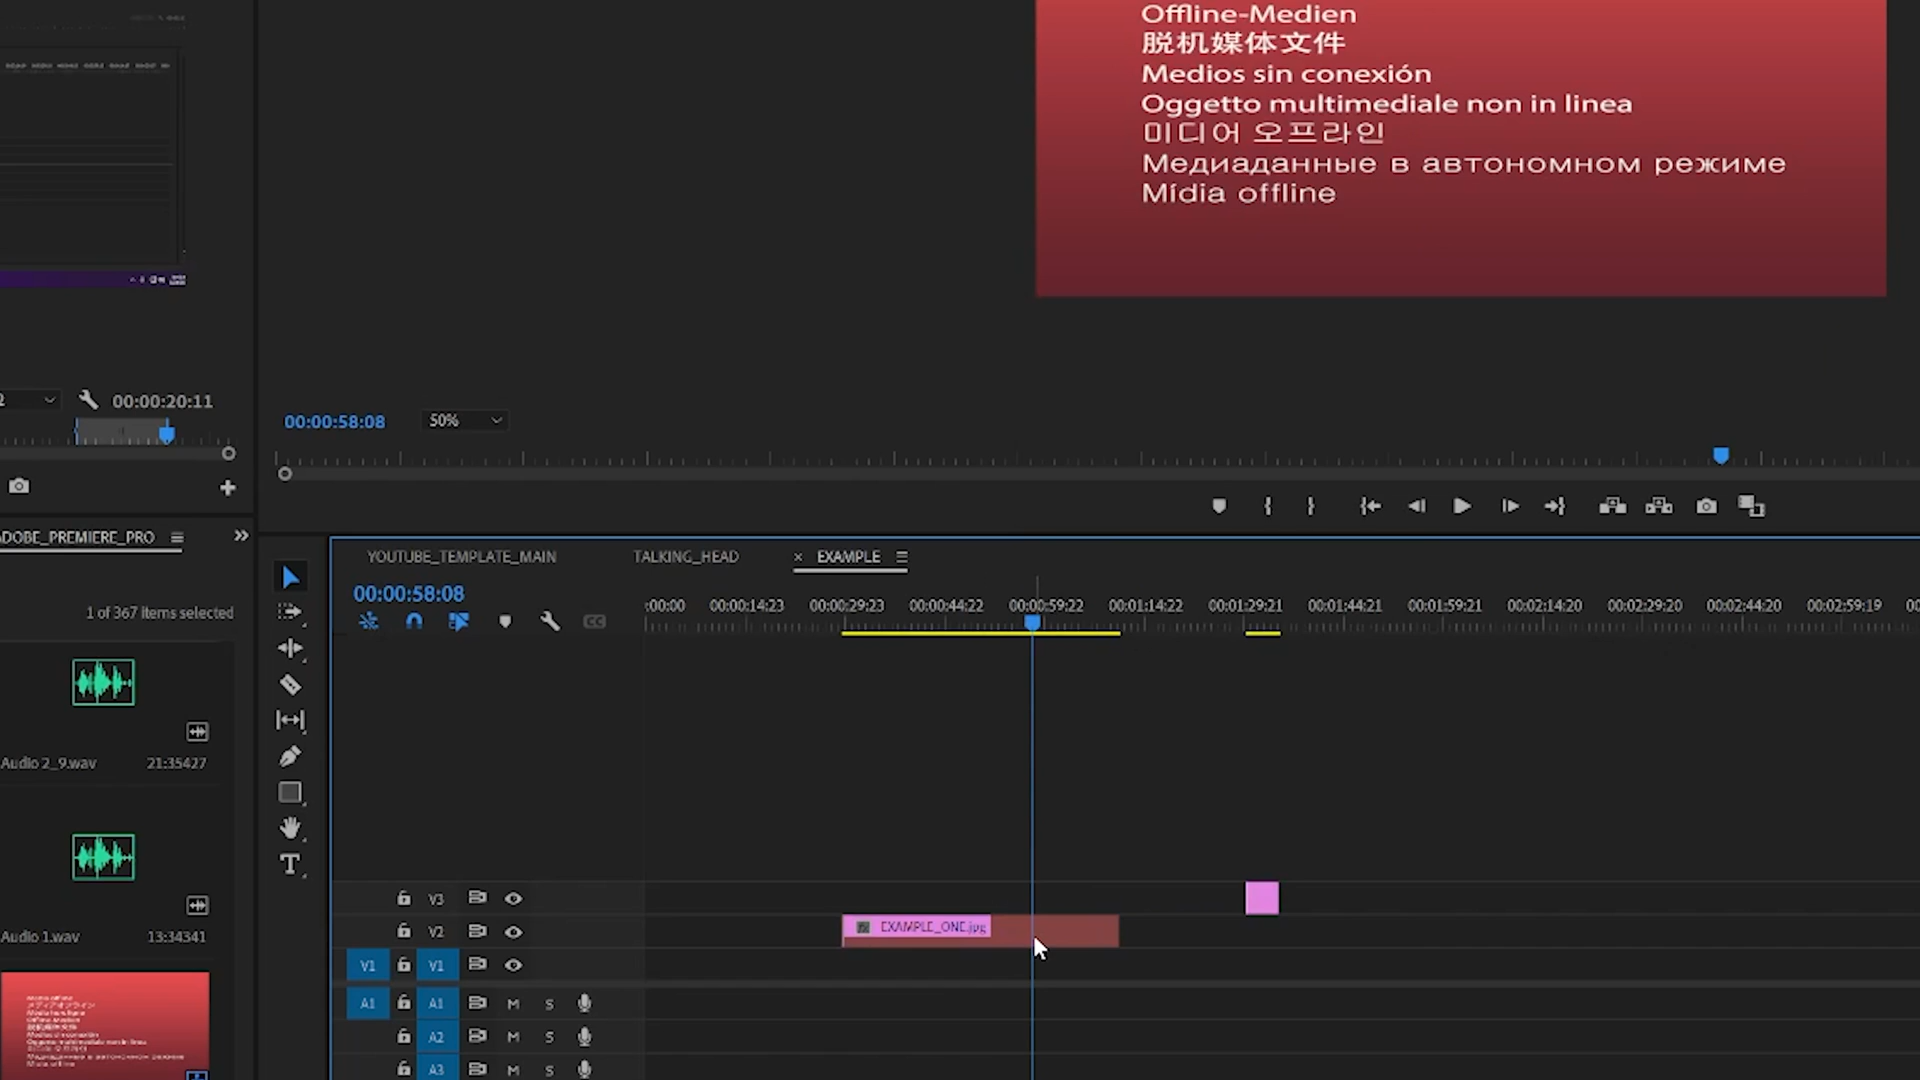 Offline-Medien
脱机媒体文件
Medios sin conexión
Oggetto multimediale non in linea
미디어 오프라인
Медиаданные в автономном режиме
Mídia offline
00:00:20:11
00:00:58:08
50%
ADOBE_PREMIERE_PRO
1 of 367 items selected
Audio 2_9.wav 21:35427
Audio 1.wav 13:34341
YOUTUBE_TEMPLATE_MAIN TALKING_HEAD × EXAMPLE
00:00:58:08
:00:00 00:00:14:23 00:00:29:23 00:00:44:22 00:00:59:22 00:01:14:22 00:01:29:21 00:01:44:21 00:01:59:21 00:02:14:20 00:02:29:20 00:02:44:20 00:02:59:19
CC
V3
V2 EXAMPLE_ONE.jpg
V1 V1
A1 A1 M S
A2 M S
A3 M S
T